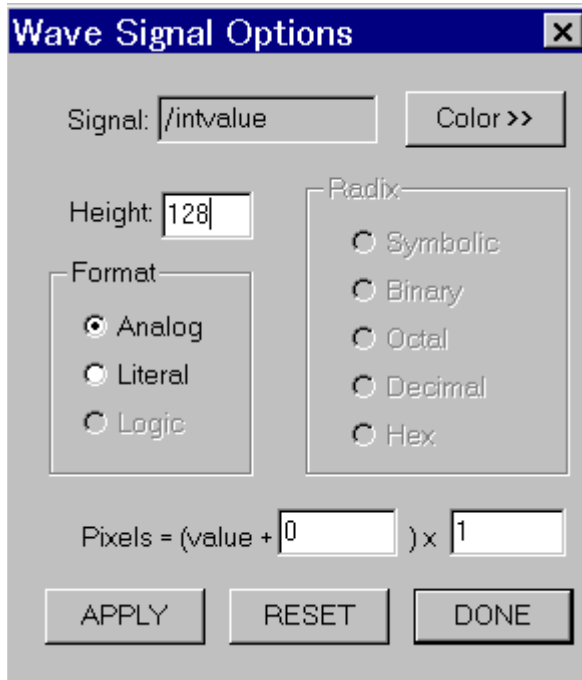 Wave Signal Options
Signal: /intvalue Color >>
Height: 128
Format
Analog
Literal
Logic
Radix
Symbolic
Binary
Octal
Decimal
Hex
Pixels = (value + 0 ) x 1
APPLY RESET DONE